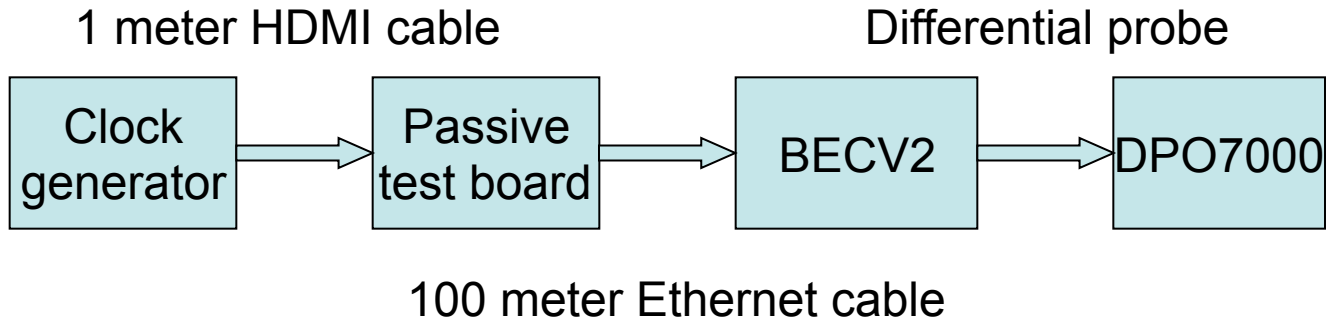 1 meter HDMI cable
Differential probe
Clock
generator
Passive
test board
BECV2
DPO7000
100 meter Ethernet cable